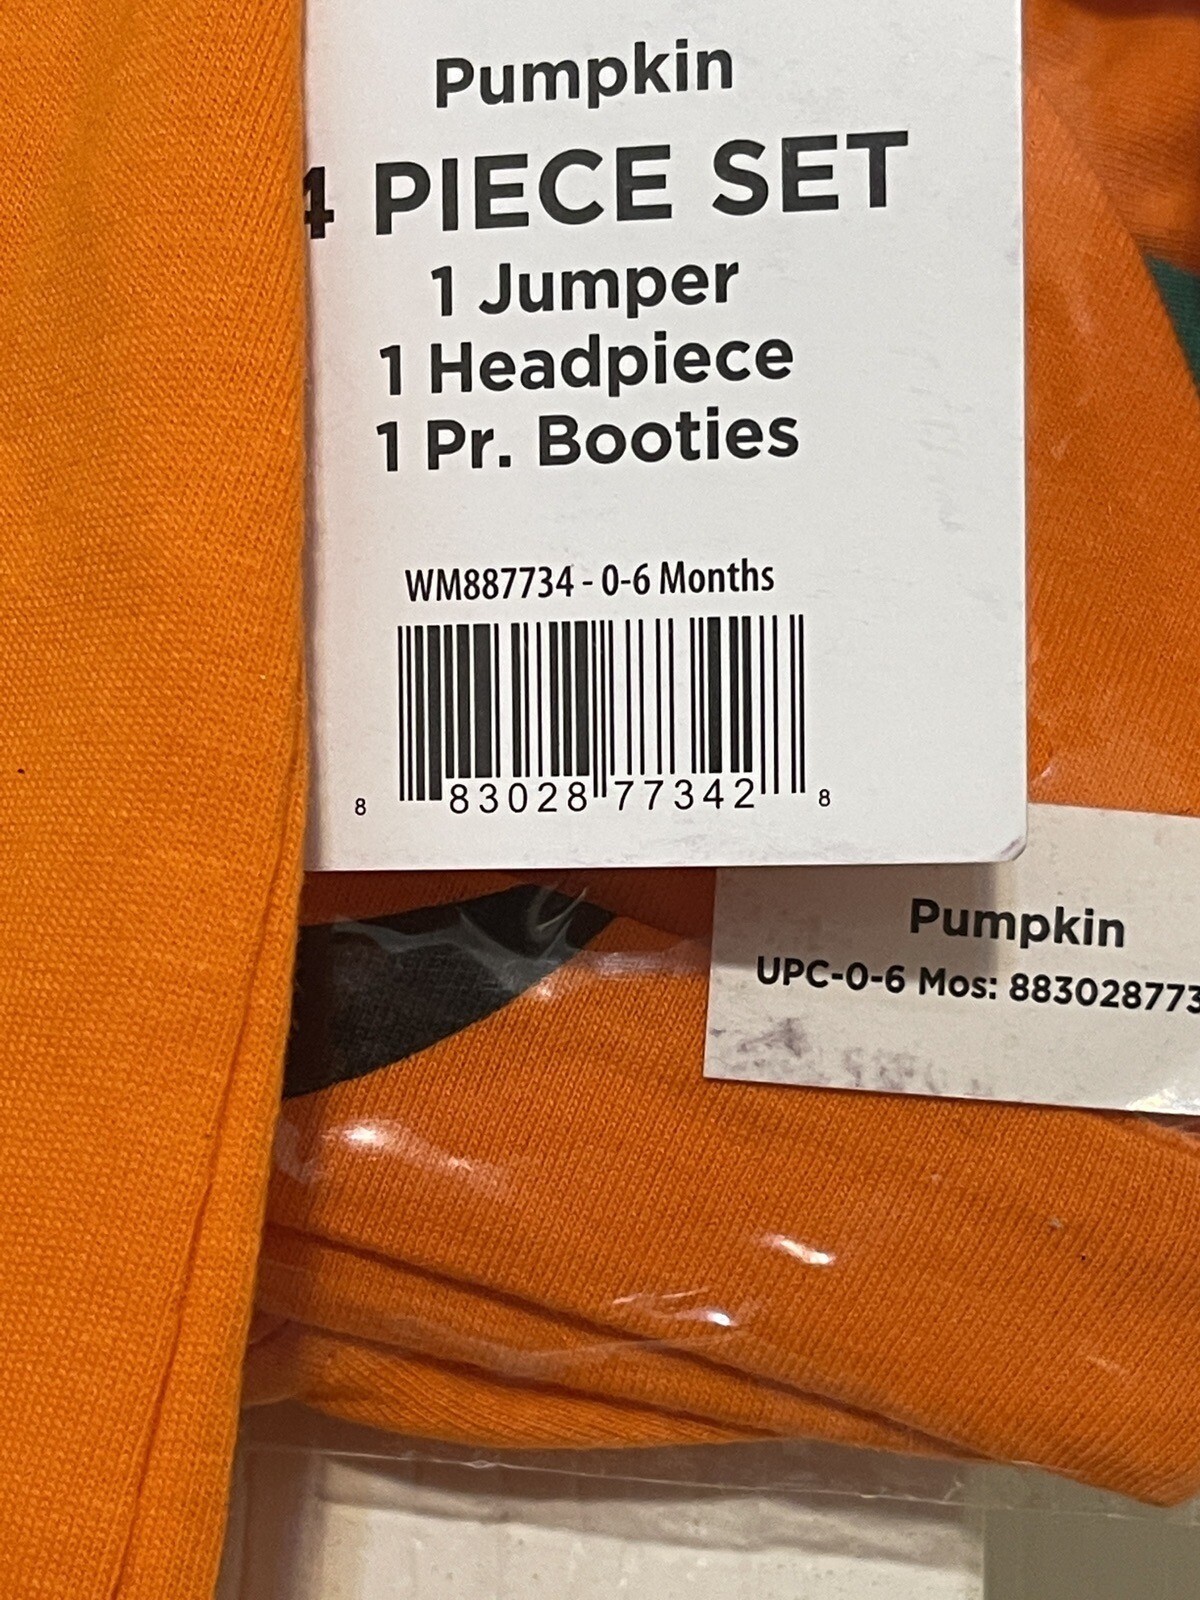 Pumpkin
4 PIECE SET
1 Jumper
1 Headpiece
1 Pr. Booties
WM887734 - 0-6 Months
8 83028 77342 8
Pumpkin
UPC-0-6 Mos: 883028773